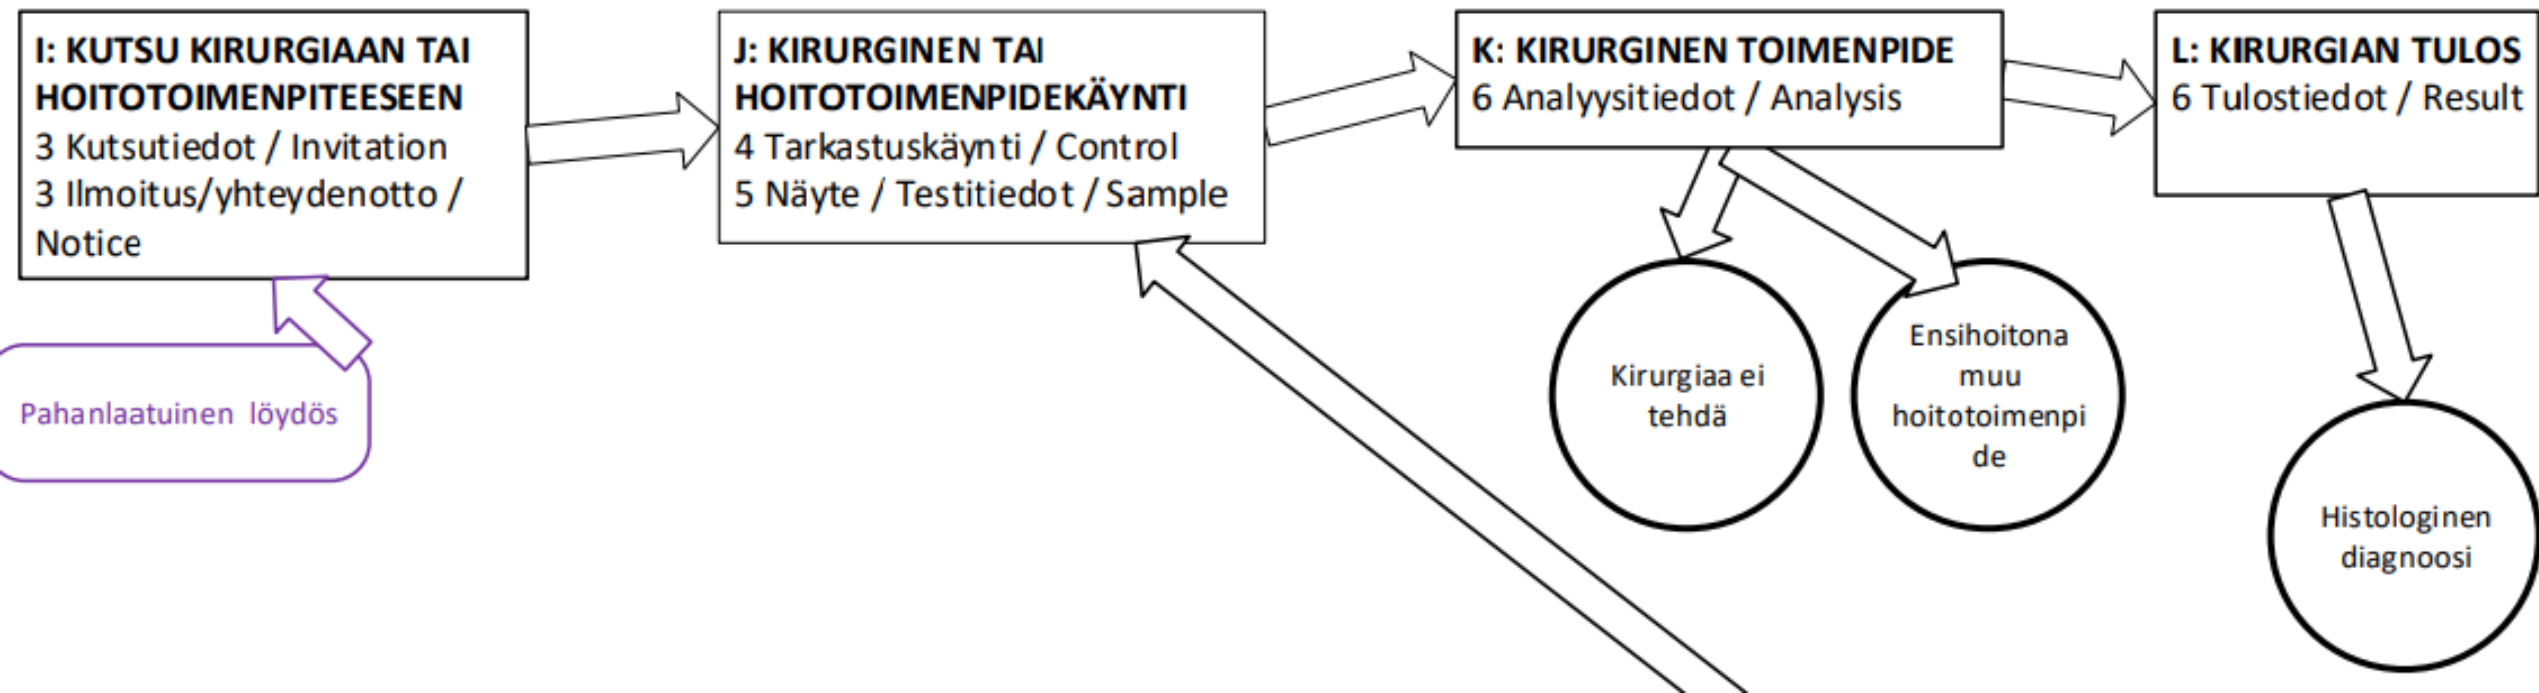 I: KUTSU KIRURGIAAN TAI
HOITOTOIMENPITEESEEN
3 Kutsutiedot / Invitation
3 Ilmoitus/yhteydenotto /
Notice
J: KIRURGINEN TAI
HOITOTOIMENPIDEKÄYNTI
4 Tarkastuskäynti / Control
5 Näyte / Testitiedot / Sample
K: KIRURGINEN TOIMENPIDE
6 Analyysitiedot / Analysis
L: KIRURGIAN TULOS
6 Tulostiedot / Result
Pahanlaatuinen löydös
Kirurgiaa ei
tehdä
Ensihoitona
muu
hoitotoimenpi
de
Histologinen
diagnoosi